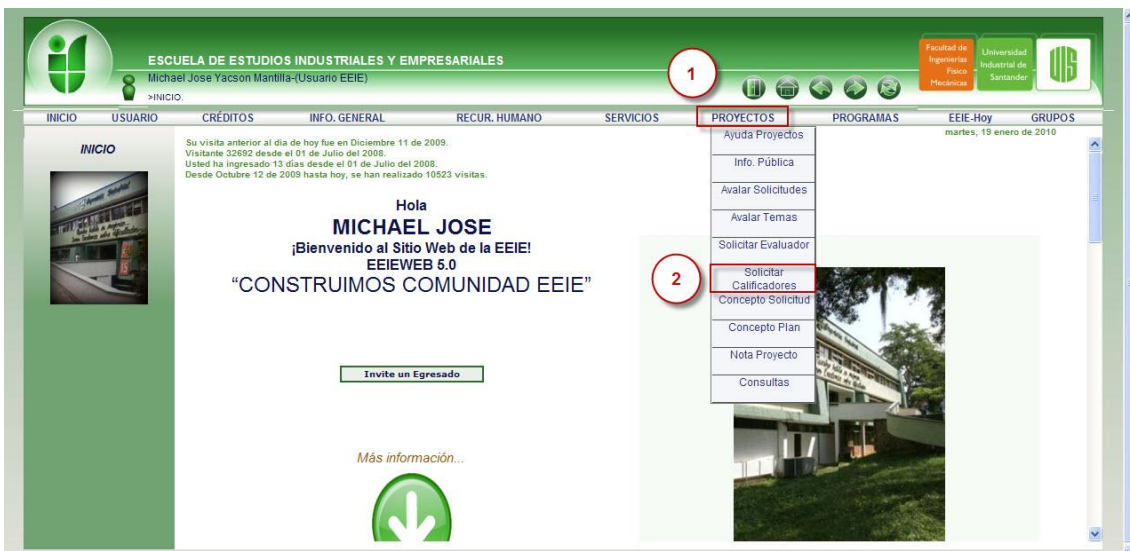 ESCUELA DE ESTUDIOS INDUSTRIALES Y EMPRESARIALES
Michael Jose Yacson Mantilla-(Usuario EEIE)
>INICIO.
1
Facultad de
Ingenierías
Físico
Mecánicas
Universidad
Industrial de
Santander
UIS
INICIO USUARIO CRÉDITOS INFO. GENERAL RECUR. HUMANO SERVICIOS PROYECTOS PROGRAMAS EEIE-Hoy GRUPOS
martes, 19 enero de 2010
INICIO
Su visita anterior al dia de hoy fue en Diciembre 11 de 2009.
Visitante 32692 desde el 01 de Julio del 2008.
Usted ha ingresado 13 días desde el 01 de Julio del 2008.
Desde Octubre 12 de 2009 hasta hoy, se han realizado 10523 visitas.
Hola
MICHAEL JOSE
¡Bienvenido al Sitio Web de la EEIE!
EEIEWEB 5.0
“CONSTRUIMOS COMUNIDAD EEIE”
Invite un Egresado
Más información...
Ayuda Proyectos
Info. Pública
Avalar Solicitudes
Avalar Temas
Solicitar Evaluador
2
Solicitar
Calificadores
Concepto Solicitud
Concepto Plan
Nota Proyecto
Consultas